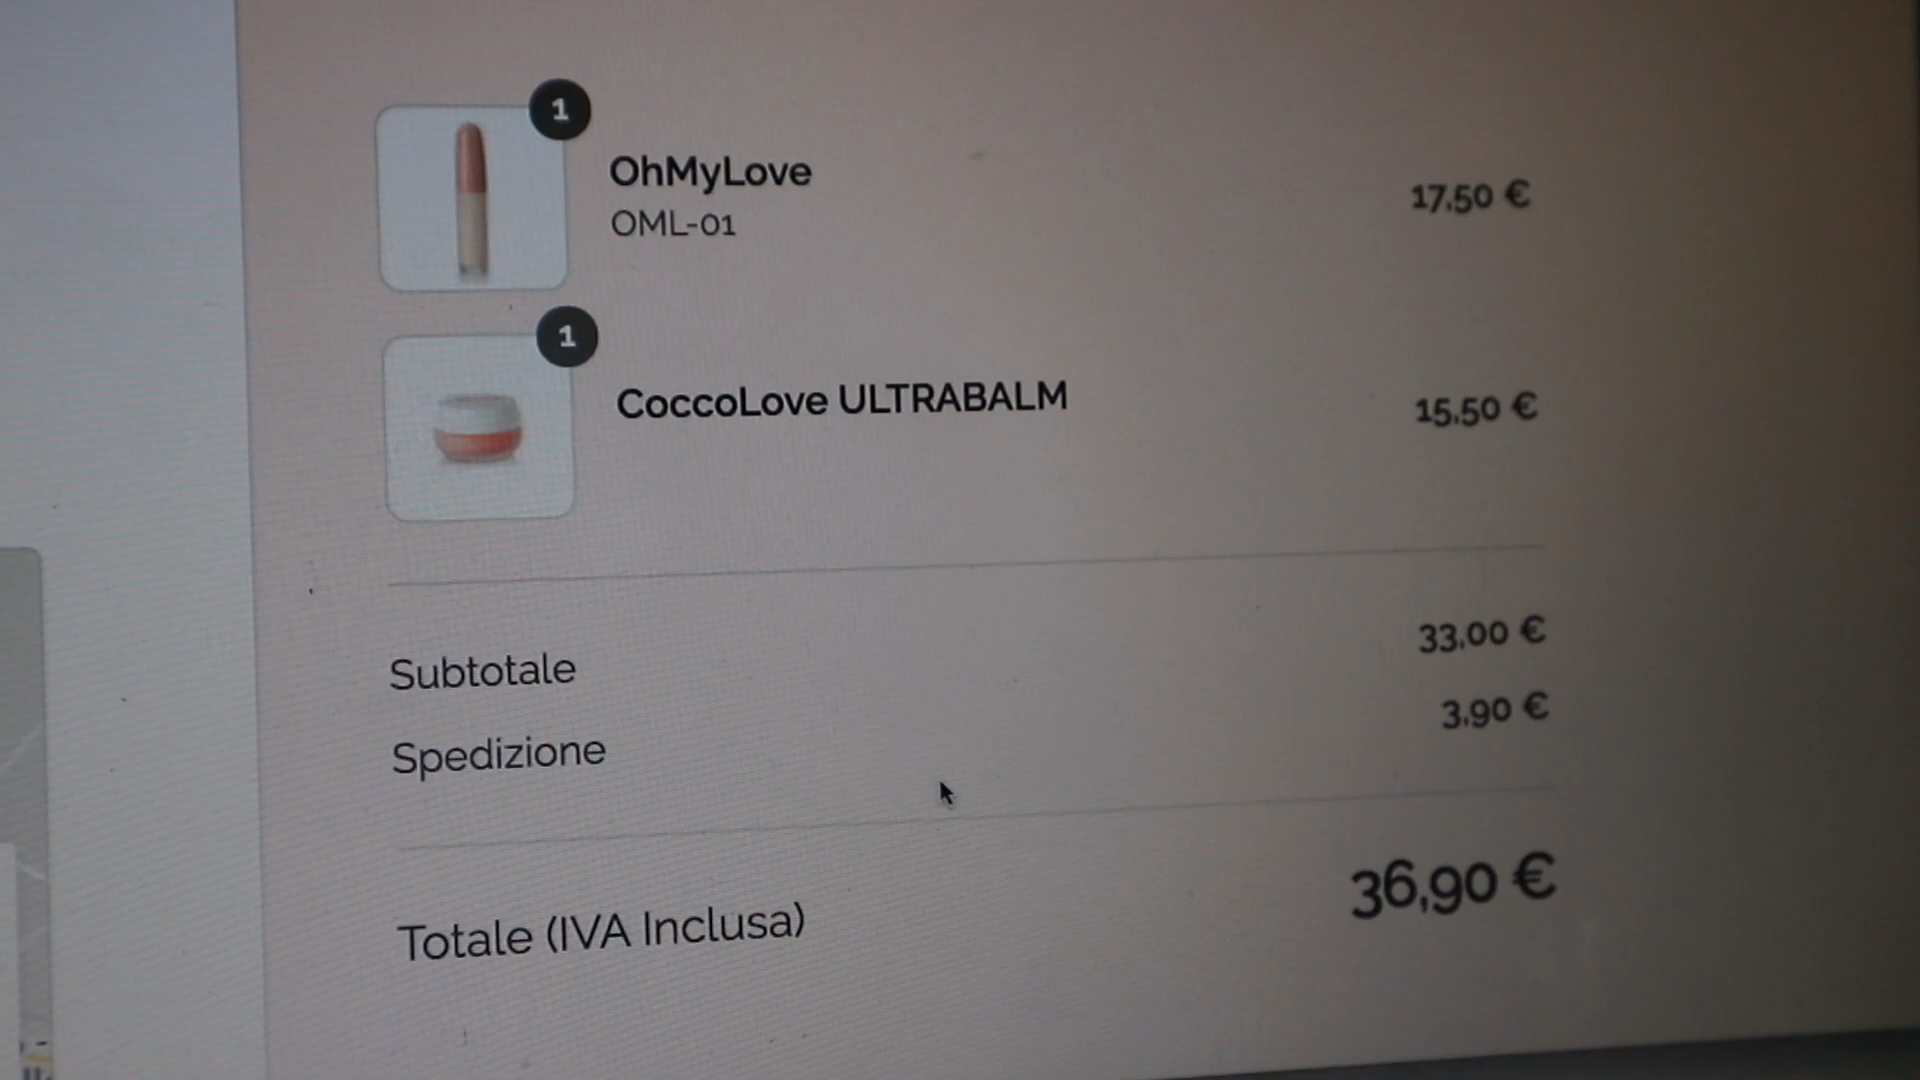 1
OhMyLove
OML-01
17,50 €
1
CoccoLove ULTRABALM
15,50 €
Subtotale
33,00 €
Spedizione
3,90 €
Totale (IVA Inclusa)
36,90 €